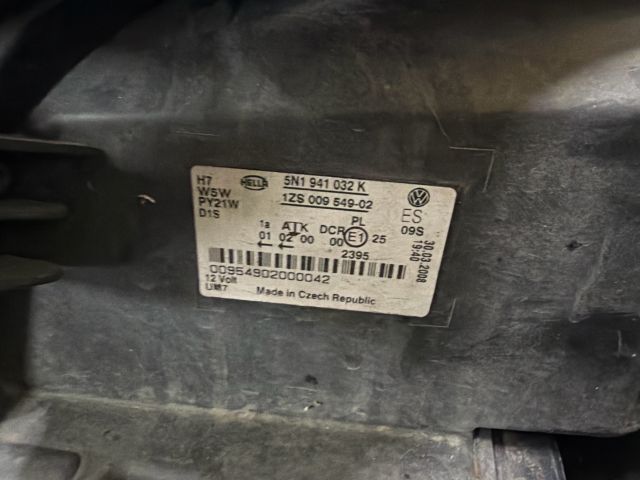 H7 HELLA 5N1 941 032 K
W5W 1ZS 009 549-02
PY21W PL ES
D1S 1a ATK DCR E1 25 09S
01 02 00 00
2395
30.03.2008
19:40
00954902000042
12 Volt
Made in Czech Republic